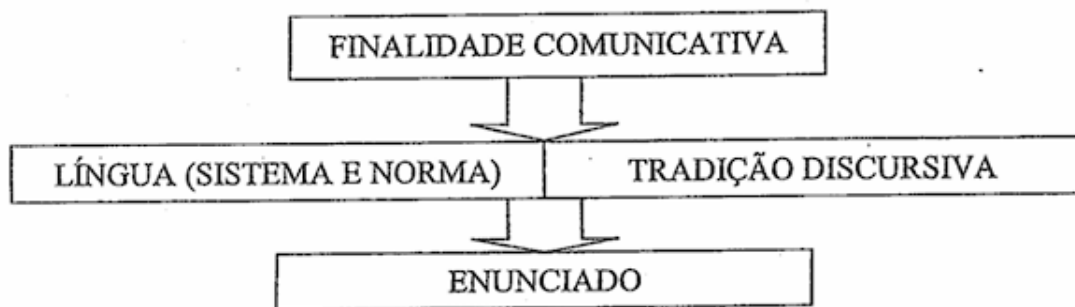 FINALIDADE COMUNICATIVA
LÍNGUA (SISTEMA E NORMA)
TRADIÇÃO DISCURSIVA
ENUNCIADO